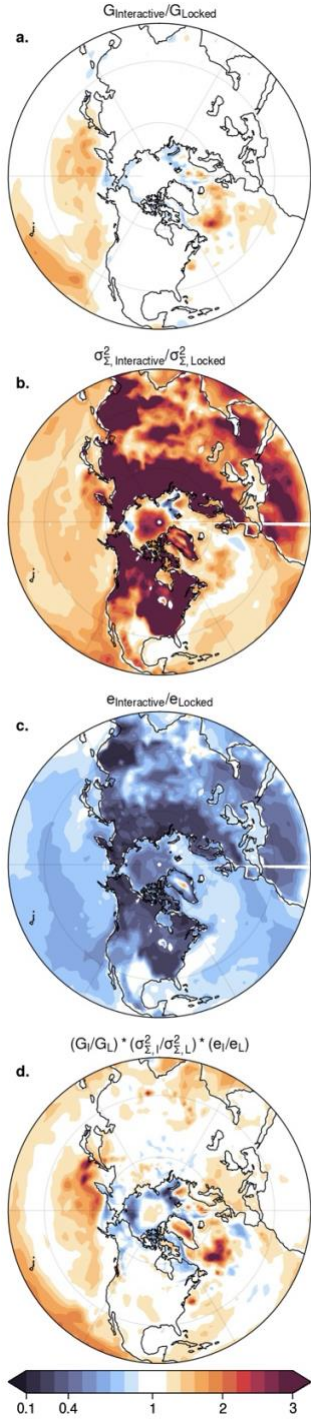 G_Interactive/G_Locked
a.
σ²_Σ, Interactive/σ²_Σ, Locked
b.
e_Interactive/e_Locked
c.
(G_I/G_L) * (σ²_Σ, I/σ²_Σ, L) * (e_I/e_L)
d.
0.1 0.4 1 2 3